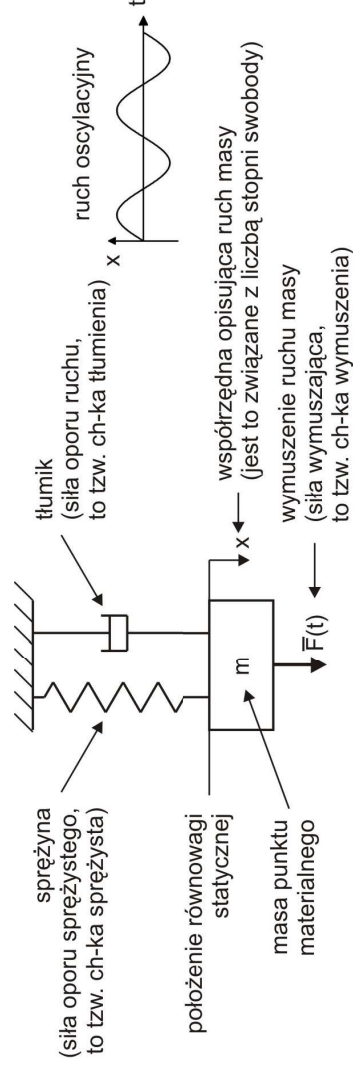 sprężyna
(siła oporu sprężystego,
to tzw. ch-ka sprężysta)
tłumik
(siła oporu ruchu,
to tzw. ch-ka tłumienia)
ruch oscylacyjny
x
t
położenie równowagi
statycznej
x
współrzędna opisująca ruch masy
(jest to związane z liczbą stopni swobody)
m
masa punktu
materialnego
F̅(t)
wymuszenie ruchu masy
(siła wymuszająca,
to tzw. ch-ka wymuszenia)